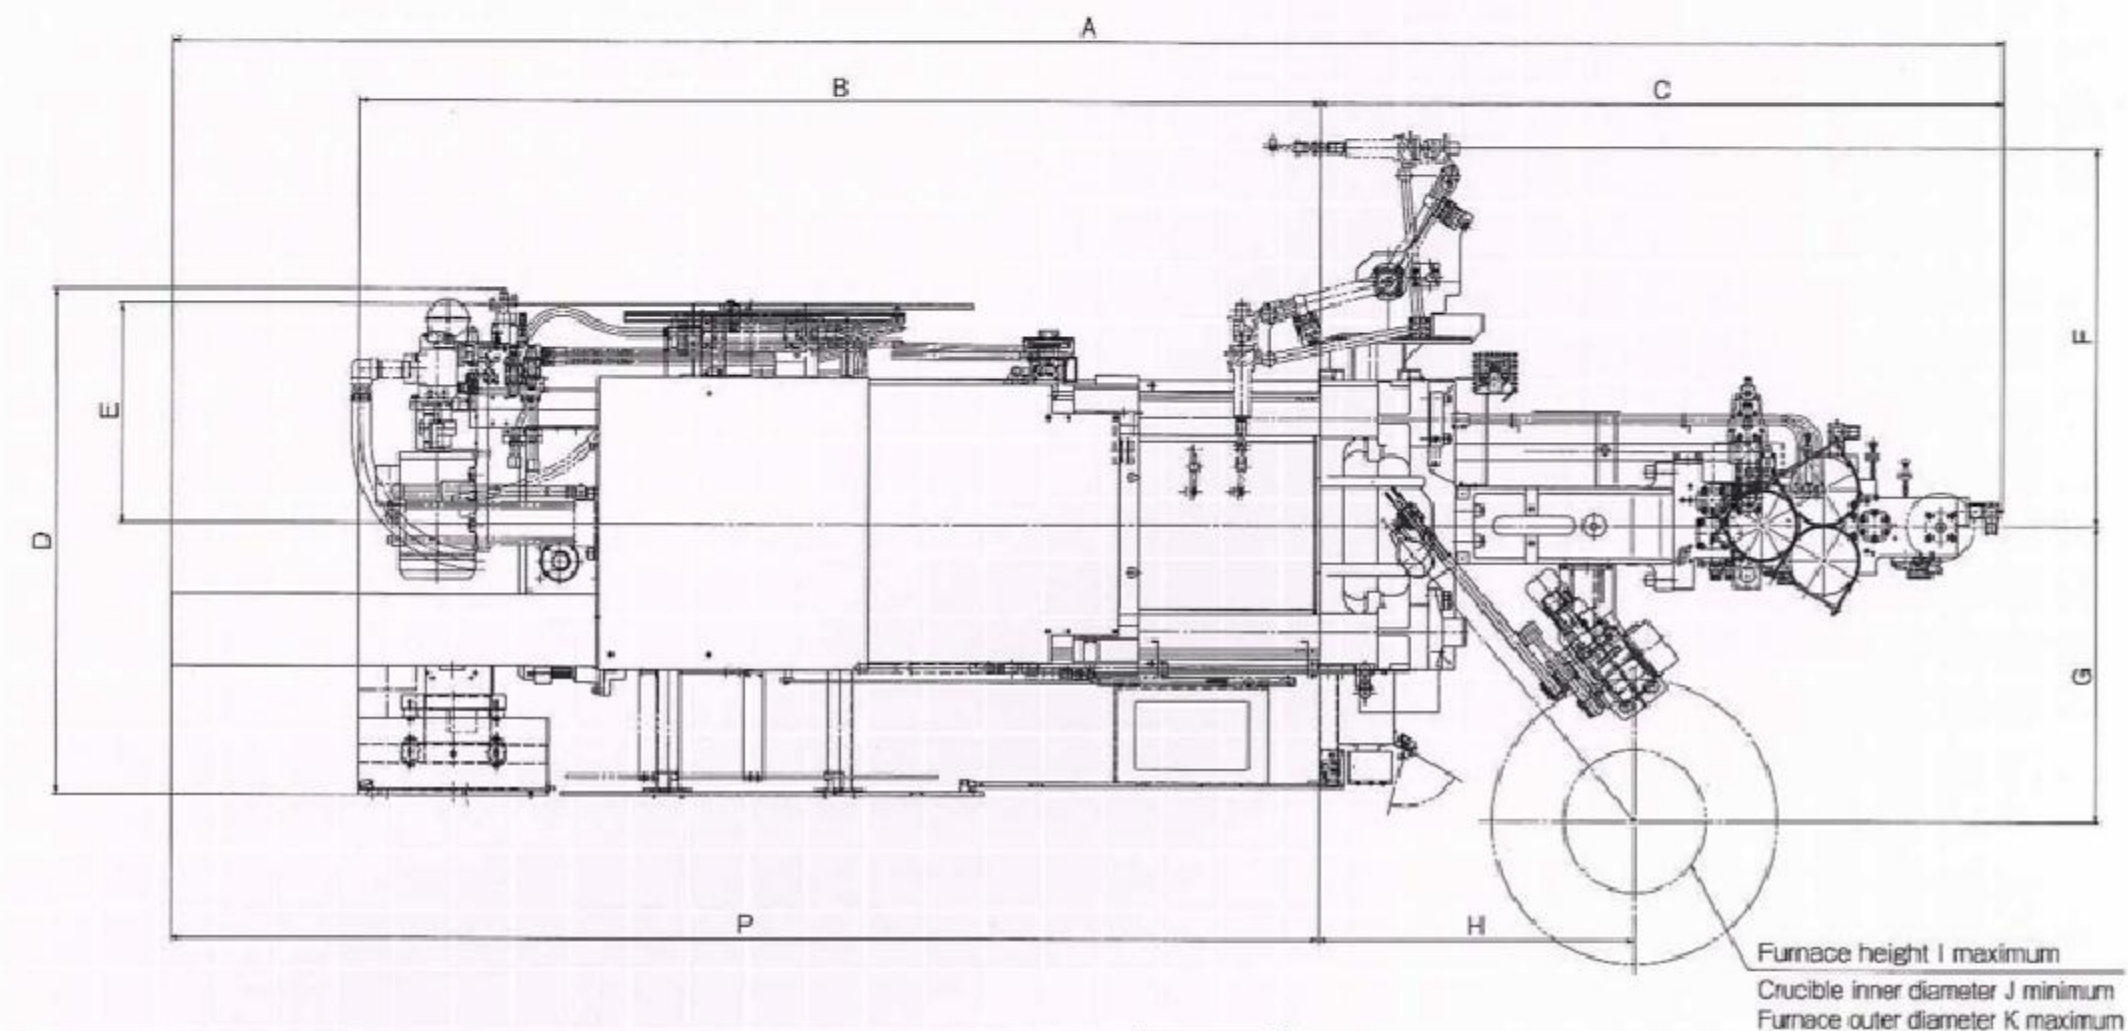 A
B
C
F
E
D
G
P
H
Furnace height I maximum
Crucible inner diameter J minimum
Furnace outer diameter K maximum